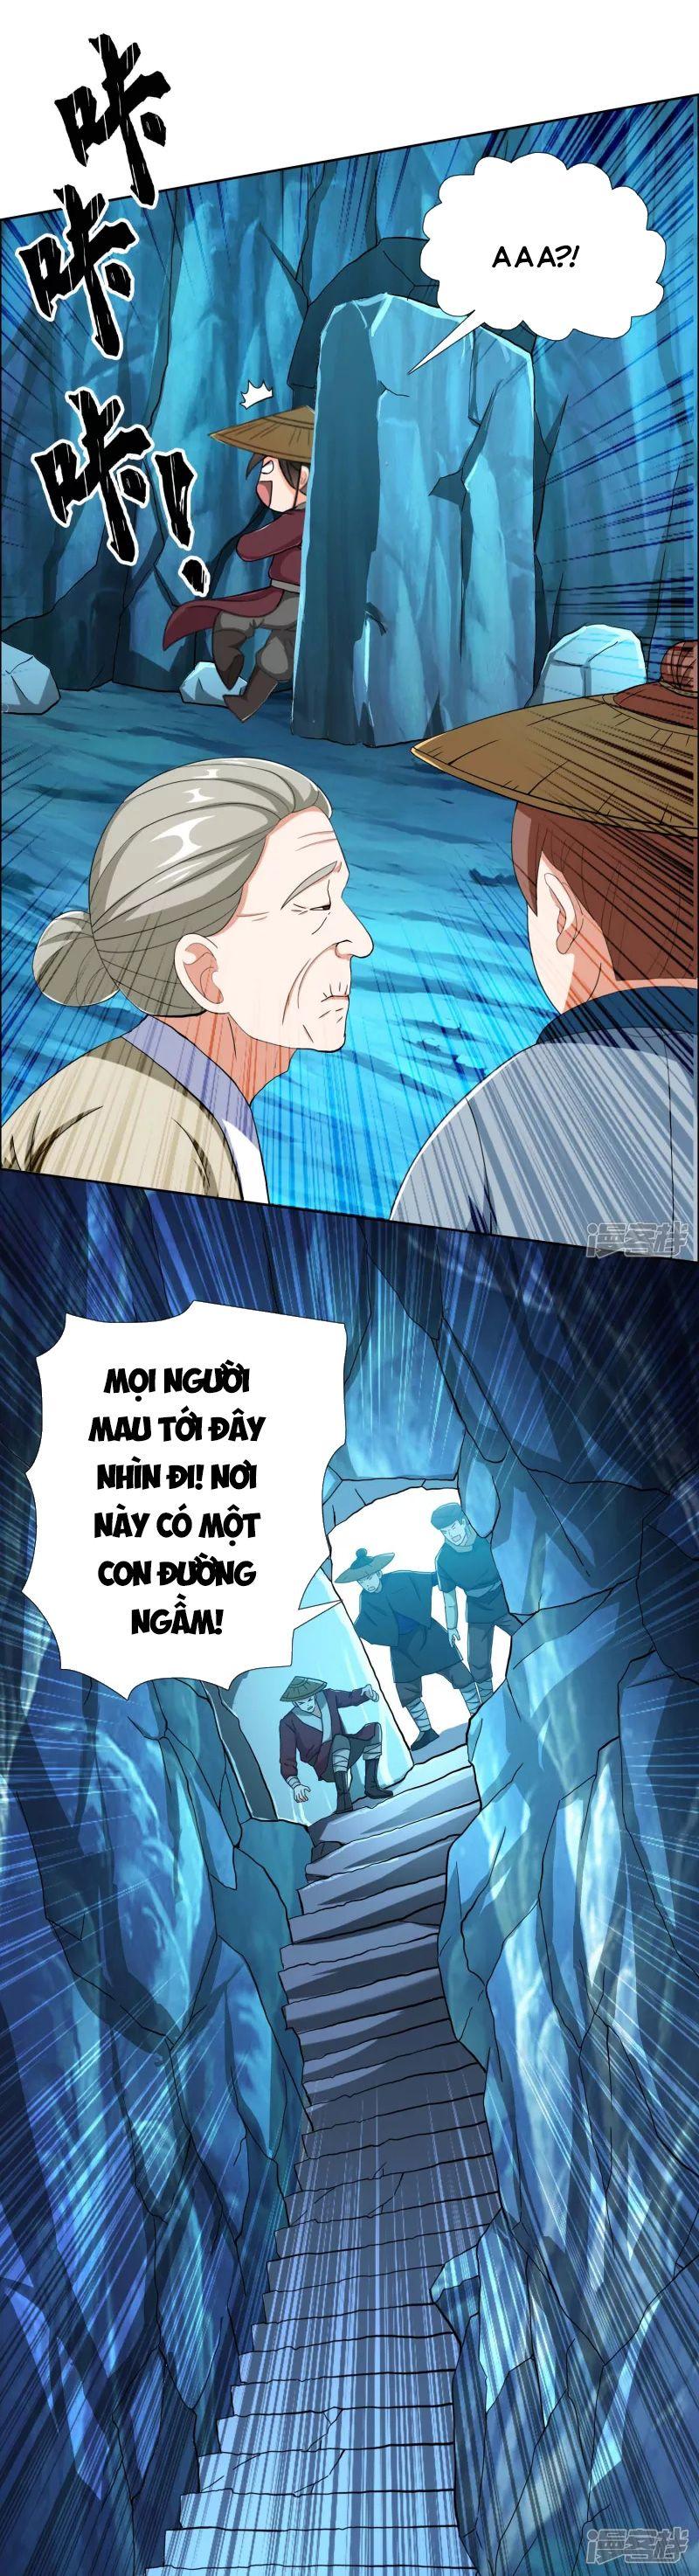 咔
咔
咔!
AAA?!
漫客栈
MỌI NGƯỜI
MAU TỚI ĐÂY
NHÌN ĐI! NƠI
NÀY CÓ MỘT
CON ĐƯỜNG
NGẦM!
漫客栈